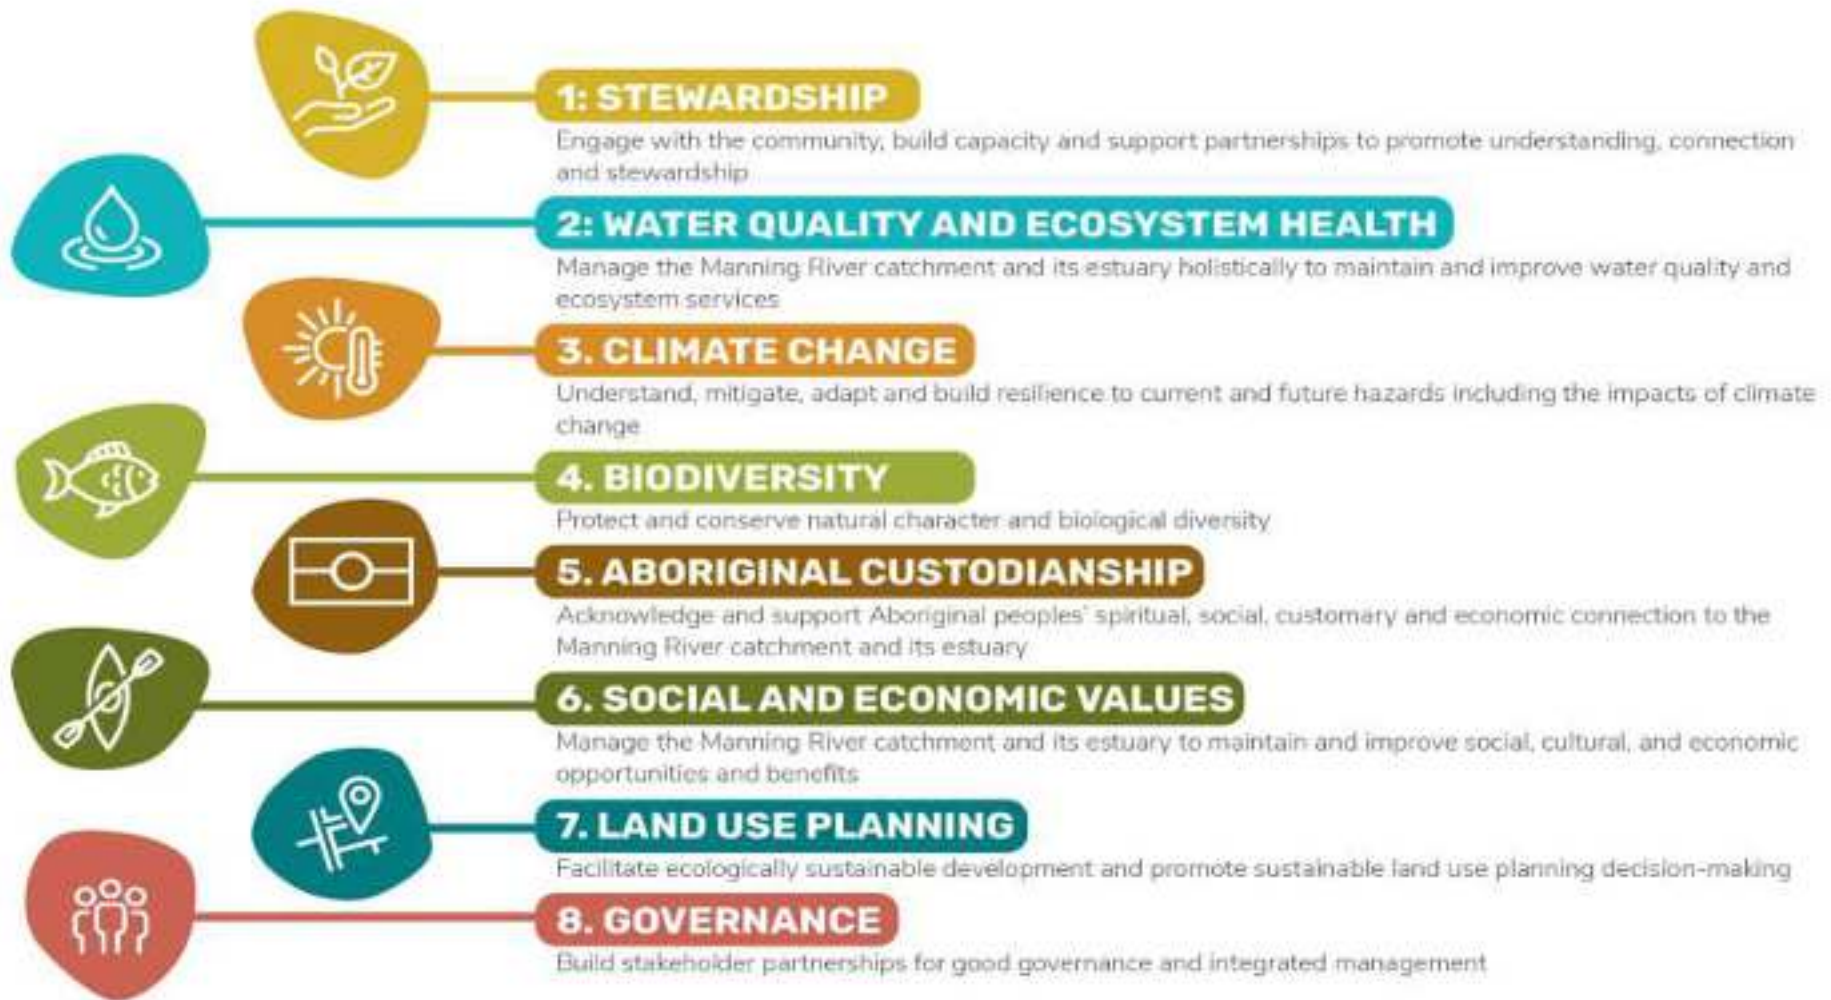 1: STEWARDSHIP
Engage with the community, build capacity and support partnerships to promote understanding, connection
and stewardship
2: WATER QUALITY AND ECOSYSTEM HEALTH
Manage the Manning River catchment and its estuary holistically to maintain and improve water quality and
ecosystem services
3. CLIMATE CHANGE
Understand, mitigate, adapt and build resilience to current and future hazards including the impacts of climate
change
4. BIODIVERSITY
Protect and conserve natural character and biological diversity
5. ABORIGINAL CUSTODIANSHIP
Acknowledge and support Aboriginal peoples' spiritual, social, customary and economic connection to the
Manning River catchment and its estuary
6. SOCIAL AND ECONOMIC VALUES
Manage the Manning River catchment and its estuary to maintain and improve social, cultural, and economic
opportunities and benefits
7. LAND USE PLANNING
Facilitate ecologically sustainable development and promote sustainable land use planning decision-making
8. GOVERNANCE
Build stakeholder partnerships for good governance and integrated management